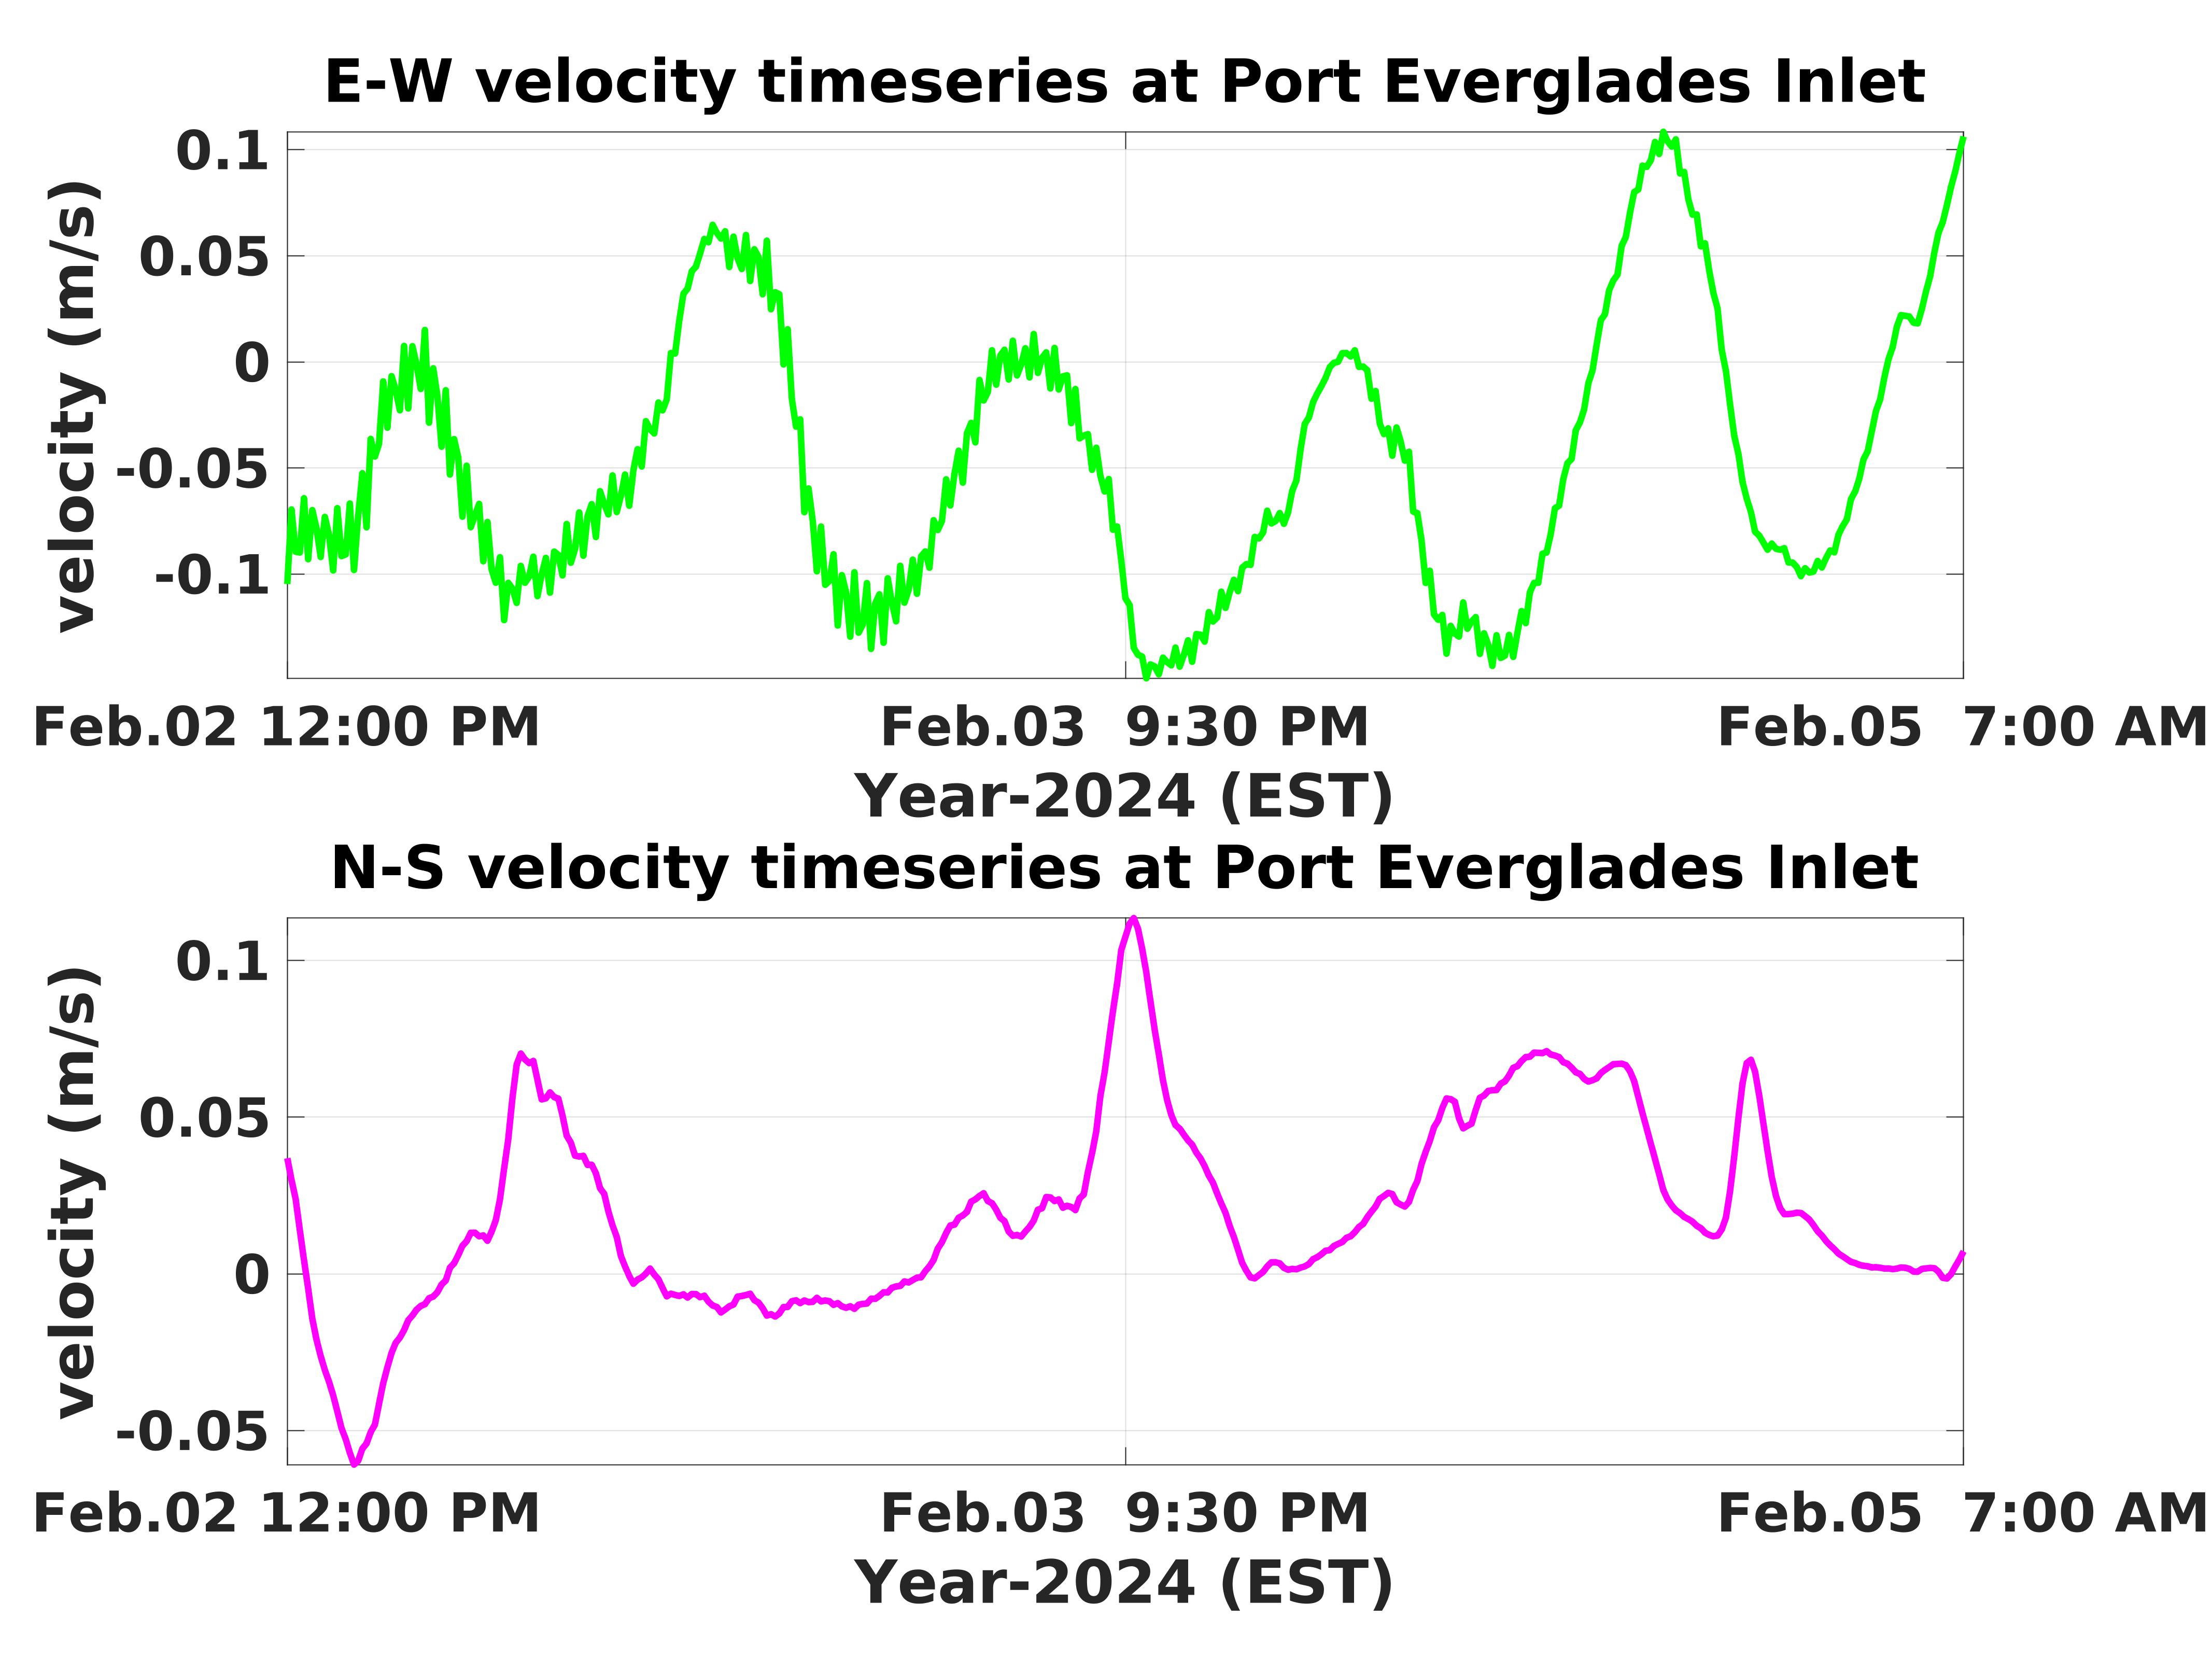 E-W velocity timeseries at Port Everglades Inlet
velocity (m/s)
0.1
0.05
0
-0.05
-0.1
Feb.02 12:00 PM Feb.03 9:30 PM Feb.05 7:00 AM
Year-2024 (EST)
N-S velocity timeseries at Port Everglades Inlet
velocity (m/s)
0.1
0.05
0
-0.05
Feb.02 12:00 PM Feb.03 9:30 PM Feb.05 7:00 AM
Year-2024 (EST)